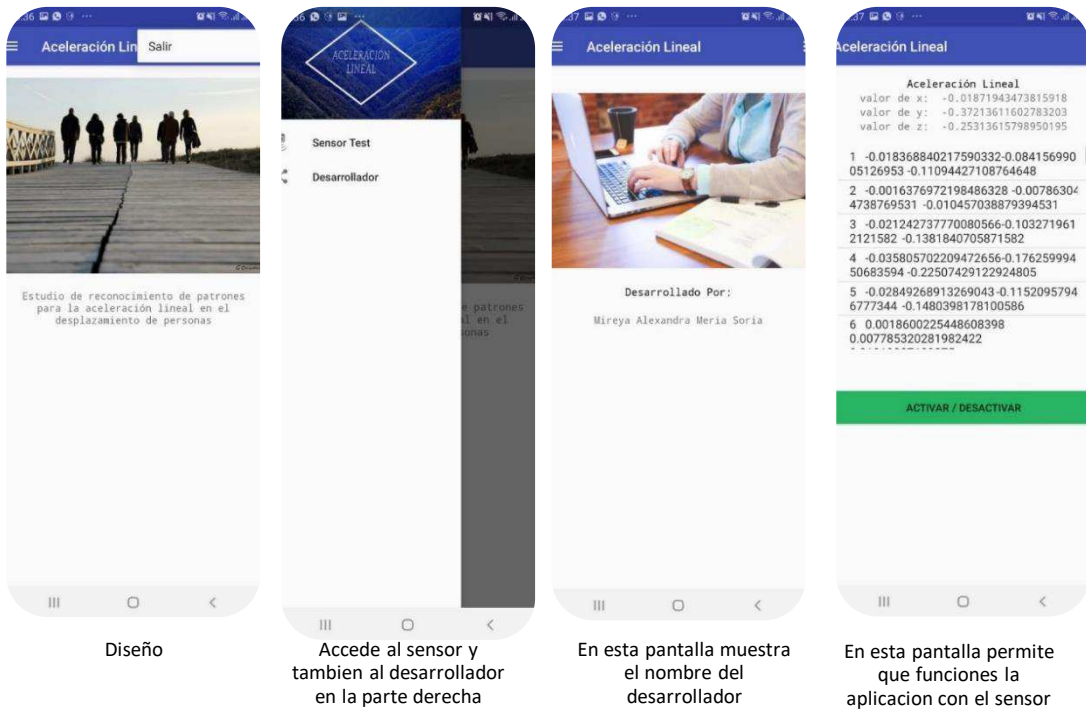 :36
Aceleración Lin
Salir
Estudio de reconocimiento de patrones
para la aceleración lineal en el
desplazamiento de personas
Diseño
36
ACELERACION
LINEAL
Sensor Test
Desarrollador
e patrones
l en el
sonas
Accede al sensor y
tambien al desarrollador
en la parte derecha
:37
Aceleración Lineal
Desarrollado Por:
Mireya Alexandra Meria Soria
En esta pantalla muestra
el nombre del
desarrollador
:37
Aceleración Lineal
Aceleración Lineal
valor de x: -0.01871943473815918
valor de y: -0.37213611602783203
valor de z: -0.25313615798950195
1 -0.018368840217590332-0.084156990
05126953 -0.11094427108764648
2 -0.0016376972198486328 -0.00786304
4738769531 -0.010457038879394531
3 -0.021242737770080566-0.103271961
2121582 -0.1381840705871582
4 -0.035805702209472656-0.176259994
50683594 -0.22507429122924805
5 -0.02849268913269043-0.1152095794
6777344 -0.1480398178100586
6 0.0018600225448608398
0.007785320281982422
ACTIVAR / DESACTIVAR
En esta pantalla permite
que funciones la
aplicacion con el sensor